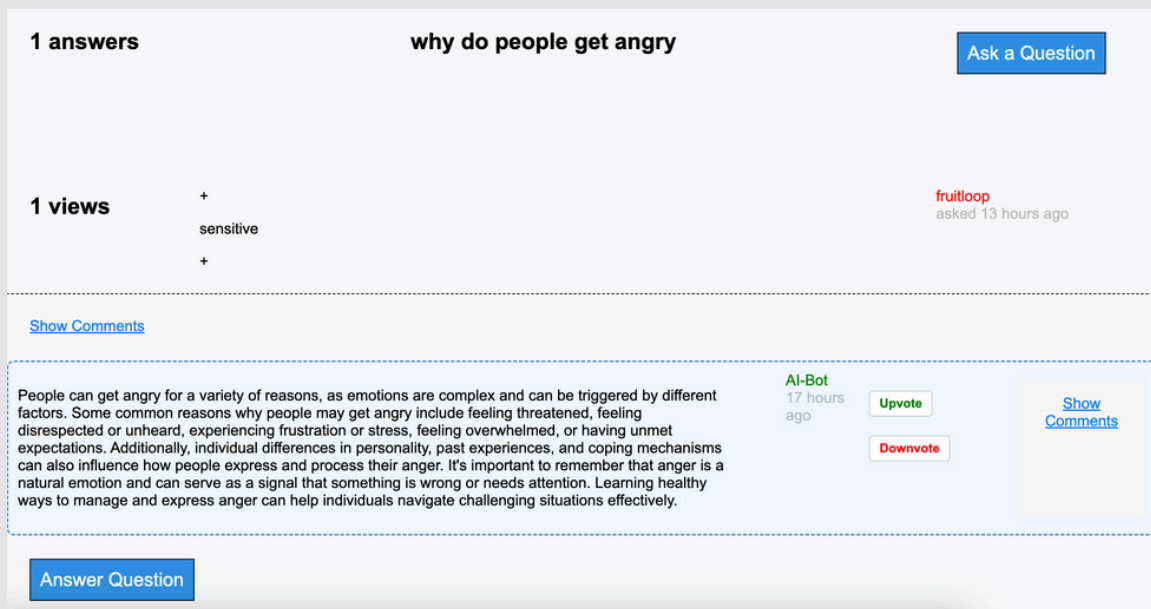 1 answers
why do people get angry
Ask a Question
1 views
+
sensitive
+
fruitloop
asked 13 hours ago
Show Comments
People can get angry for a variety of reasons, as emotions are complex and can be triggered by different
factors. Some common reasons why people may get angry include feeling threatened, feeling
disrespected or unheard, experiencing frustration or stress, feeling overwhelmed, or having unmet
expectations. Additionally, individual differences in personality, past experiences, and coping mechanisms
can also influence how people express and process their anger. It's important to remember that anger is a
natural emotion and can serve as a signal that something is wrong or needs attention. Learning healthy
ways to manage and express anger can help individuals navigate challenging situations effectively.
AI-Bot
17 hours
ago
Upvote
Downvote
Show
Comments
Answer Question